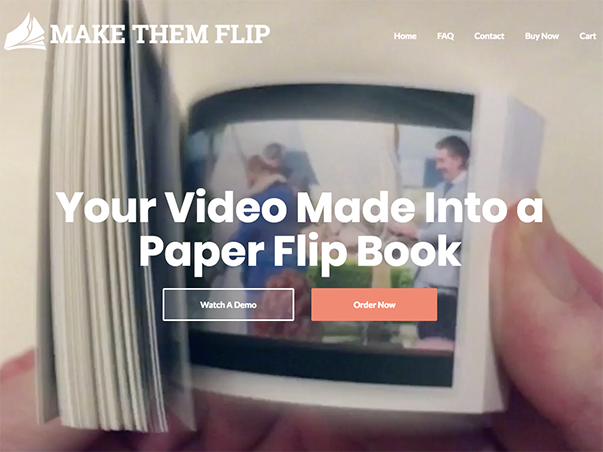 MAKE THEM FLIP
Home FAQ Contact Buy Now Cart
Your Video Made Into a
Paper Flip Book
Watch A Demo Order Now